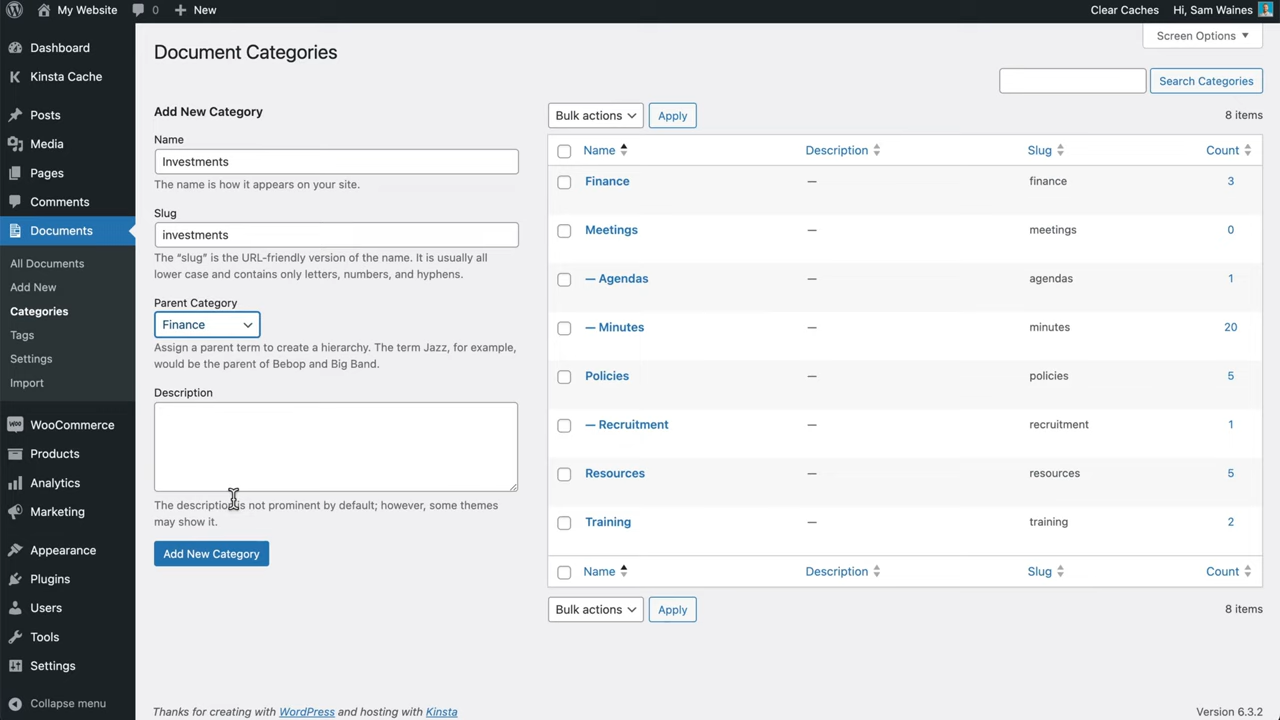 My Website
0
New
Clear Caches
Hi, Sam Waines
Dashboard
Kinsta Cache
Posts
Media
Pages
Comments
Documents
All Documents
Add New
Categories
Tags
Settings
Import
WooCommerce
Products
Analytics
Marketing
Appearance
Plugins
Users
Tools
Settings
Collapse menu
Document Categories
Screen Options
Search Categories
Add New Category
Name
Investments
The name is how it appears on your site.
Slug
investments
The “slug” is the URL-friendly version of the name. It is usually all
lower case and contains only letters, numbers, and hyphens.
Parent Category
Finance
Assign a parent term to create a hierarchy. The term Jazz, for example,
would be the parent of Bebop and Big Band.
Description
The description is not prominent by default; however, some themes
may show it.
Add New Category
Bulk actions
Apply
8 items
Name Description Slug Count
Finance — finance 3
Meetings — meetings 0
— Agendas — agendas 1
— Minutes — minutes 20
Policies — policies 5
— Recruitment — recruitment 1
Resources — resources 5
Training — training 2
Name Description Slug Count
Bulk actions
Apply
8 items
Thanks for creating with WordPress and hosting with Kinsta
Version 6.3.2